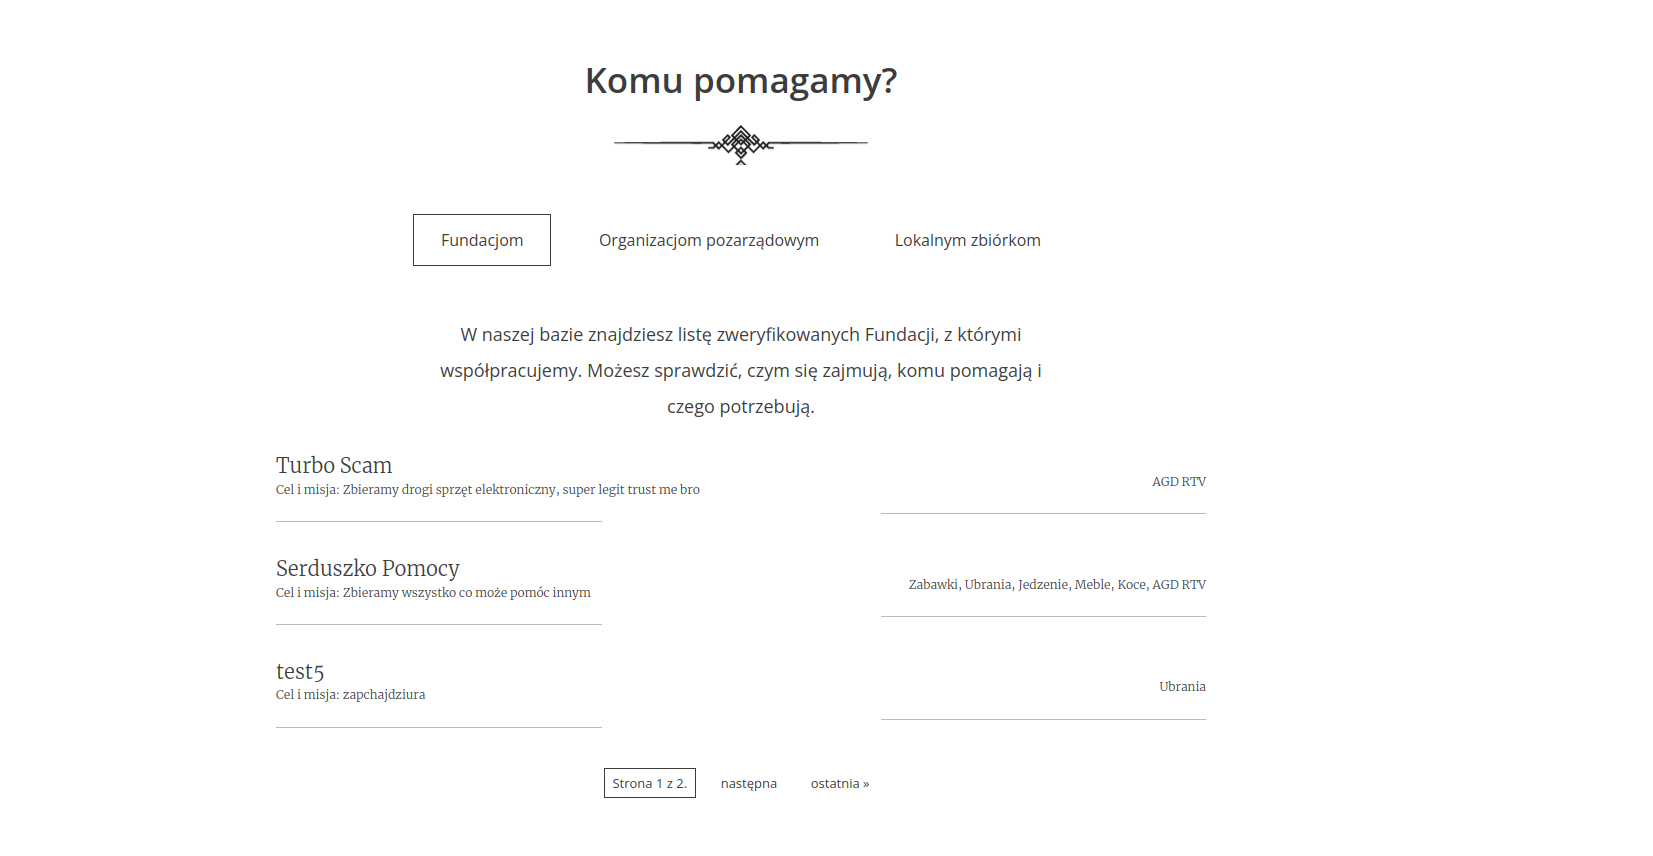 Komu pomagamy?
Fundacjom
Organizacjom pozarządowym
Lokalnym zbiórkom
W naszej bazie znajdziesz listę zweryfikowanych Fundacji, z którymi
współpracujemy. Możesz sprawdzić, czym się zajmują, komu pomagają i
czego potrzebują.
Turbo Scam
Cel i misja: Zbieramy drogi sprzęt elektroniczny, super legit trust me bro
AGD RTV
Serduszko Pomocy
Cel i misja: Zbieramy wszystko co może pomóc innym
Zabawki, Ubrania, Jedzenie, Meble, Koce, AGD RTV
test5
Cel i misja: zapchajdziura
Ubrania
Strona 1 z 2.
następna
ostatnia »